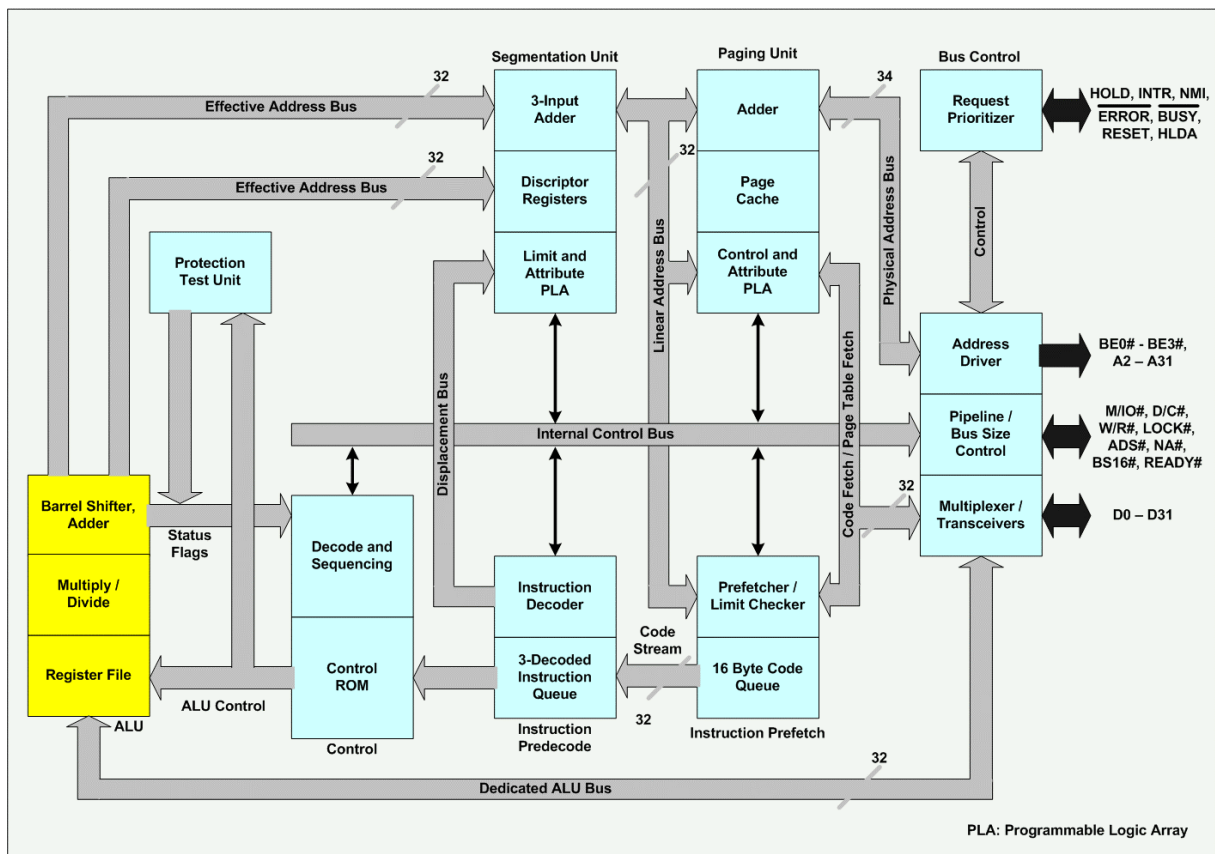 Segmentation Unit
Paging Unit
Bus Control
32
Effective Address Bus
3-Input
Adder
Adder
34
Request
Prioritizer
HOLD, INTR, NMI,
ERROR, BUSY,
RESET, HLDA
32
32
Effective Address Bus
Discriptor
Registers
Page
Cache
Physical Address Bus
Control
Protection
Test Unit
Limit and
Attribute
PLA
Linear Address Bus
Control and
Attribute
PLA
Address
Driver
BE0# - BE3#,
A2 – A31
Displacement Bus
Code Fetch / Page Table Fetch
Internal Control Bus
Pipeline /
Bus Size
Control
M/IO#, D/C#,
W/R#, LOCK#,
ADS#, NA#,
BS16#, READY#
32
Barrel Shifter,
Adder
Status
Flags
Multiplexer /
Transceivers
D0 – D31
Decode and
Sequencing
Multiply /
Divide
Instruction
Decoder
Prefetcher /
Limit Checker
Code
Stream
Register File
ALU Control
Control
ROM
3-Decoded
Instruction
Queue
16 Byte Code
Queue
32
ALU
Control
Instruction
Predecode
Instruction Prefetch
32
Dedicated ALU Bus
PLA: Programmable Logic Array